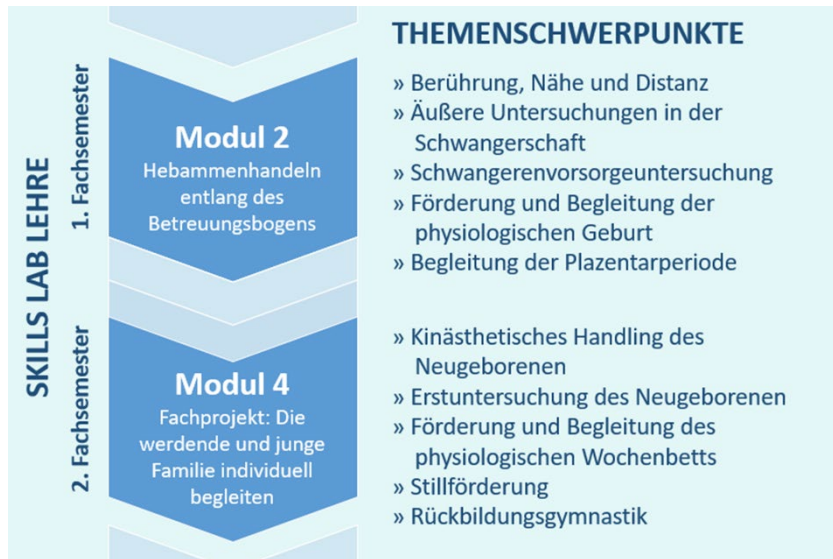 SKILLS LAB LEHRE
1. Fachsemester
Modul 2
Hebammenhandeln
entlang des
Betreuungsbogens
2. Fachsemester
Modul 4
Fachprojekt: Die
werdende und junge
Familie individuell
begleiten
THEMENSCHWERPUNKTE
» Berührung, Nähe und Distanz
» Äußere Untersuchungen in der
Schwangerschaft
» Schwangerenvorsorgeuntersuchung
» Förderung und Begleitung der
physiologischen Geburt
» Begleitung der Plazentarperiode
» Kinästhetisches Handling des
Neugeborenen
» Erstuntersuchung des Neugeborenen
» Förderung und Begleitung des
physiologischen Wochenbetts
» Stillförderung
» Rückbildungsgymnastik